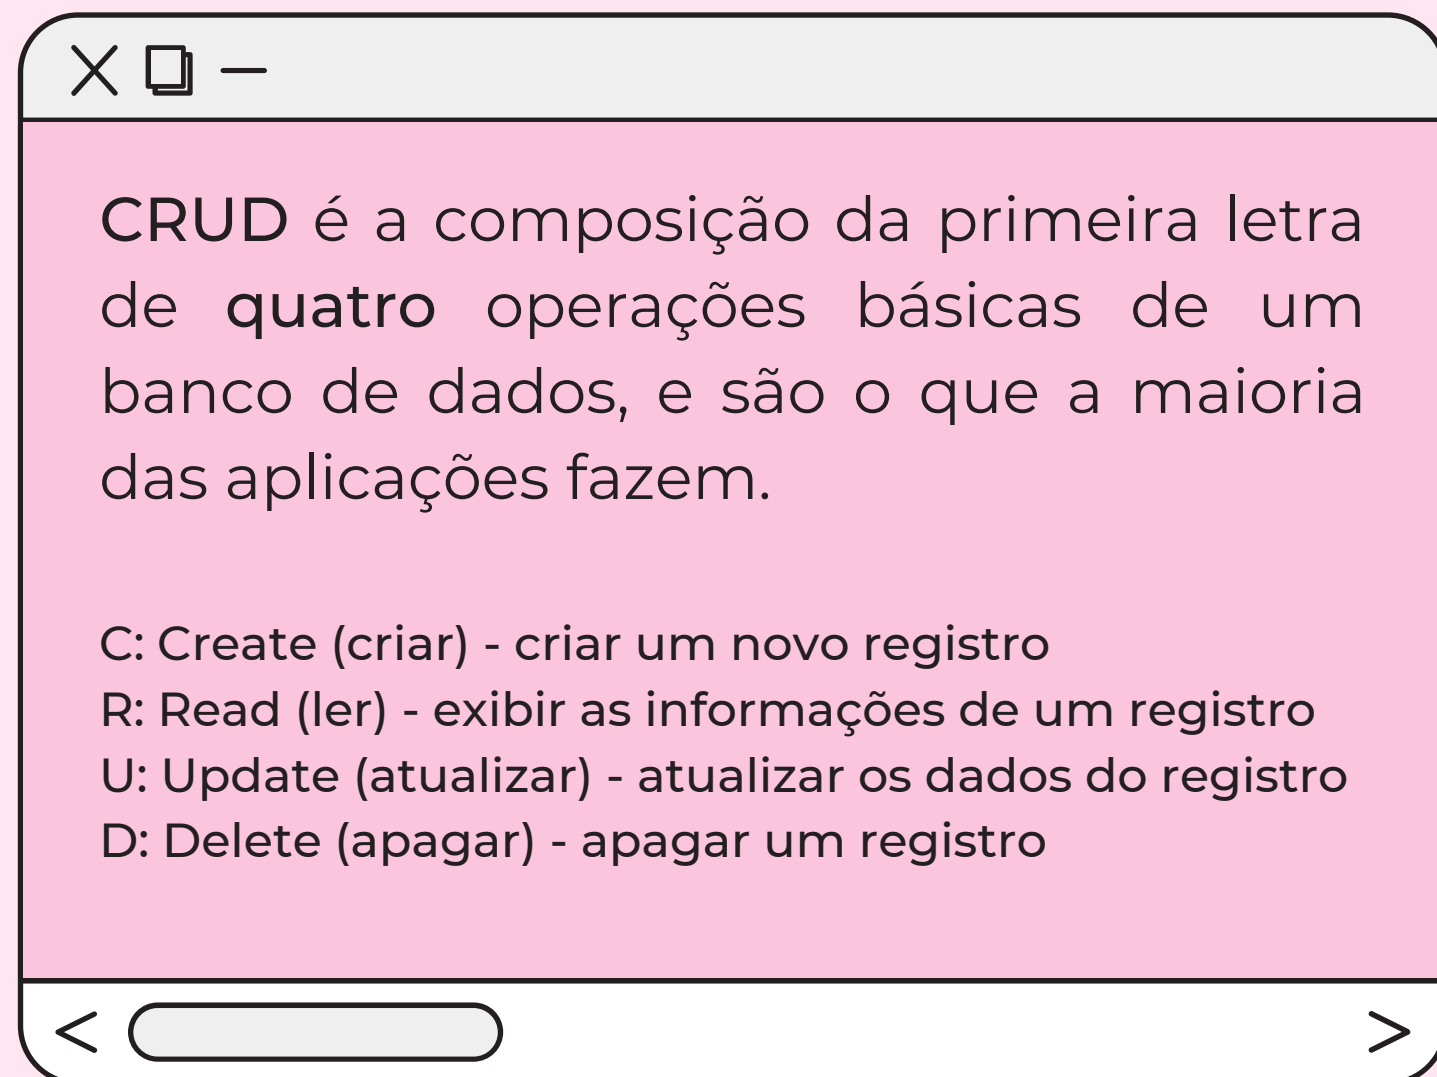 CRUD é a composição da primeira letra
de quatro operações básicas de um
banco de dados, e são o que a maioria
das aplicações fazem.
C: Create (criar) - criar um novo registro
R: Read (ler) - exibir as informações de um registro
U: Update (atualizar) - atualizar os dados do registro
D: Delete (apagar) - apagar um registro